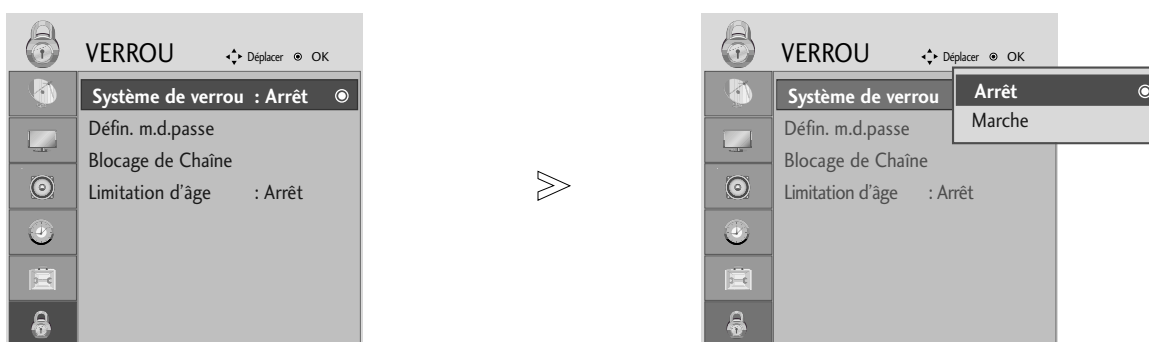 VERROU Déplacer OK
Système de verrou : Arrêt
Défin. m.d.passe
Blocage de Chaîne
Limitation d'âge : Arrêt
VERROU Déplacer OK
Système de verrou
Arrêt
Marche
Défin. m.d.passe
Blocage de Chaîne
Limitation d'âge : Arrêt